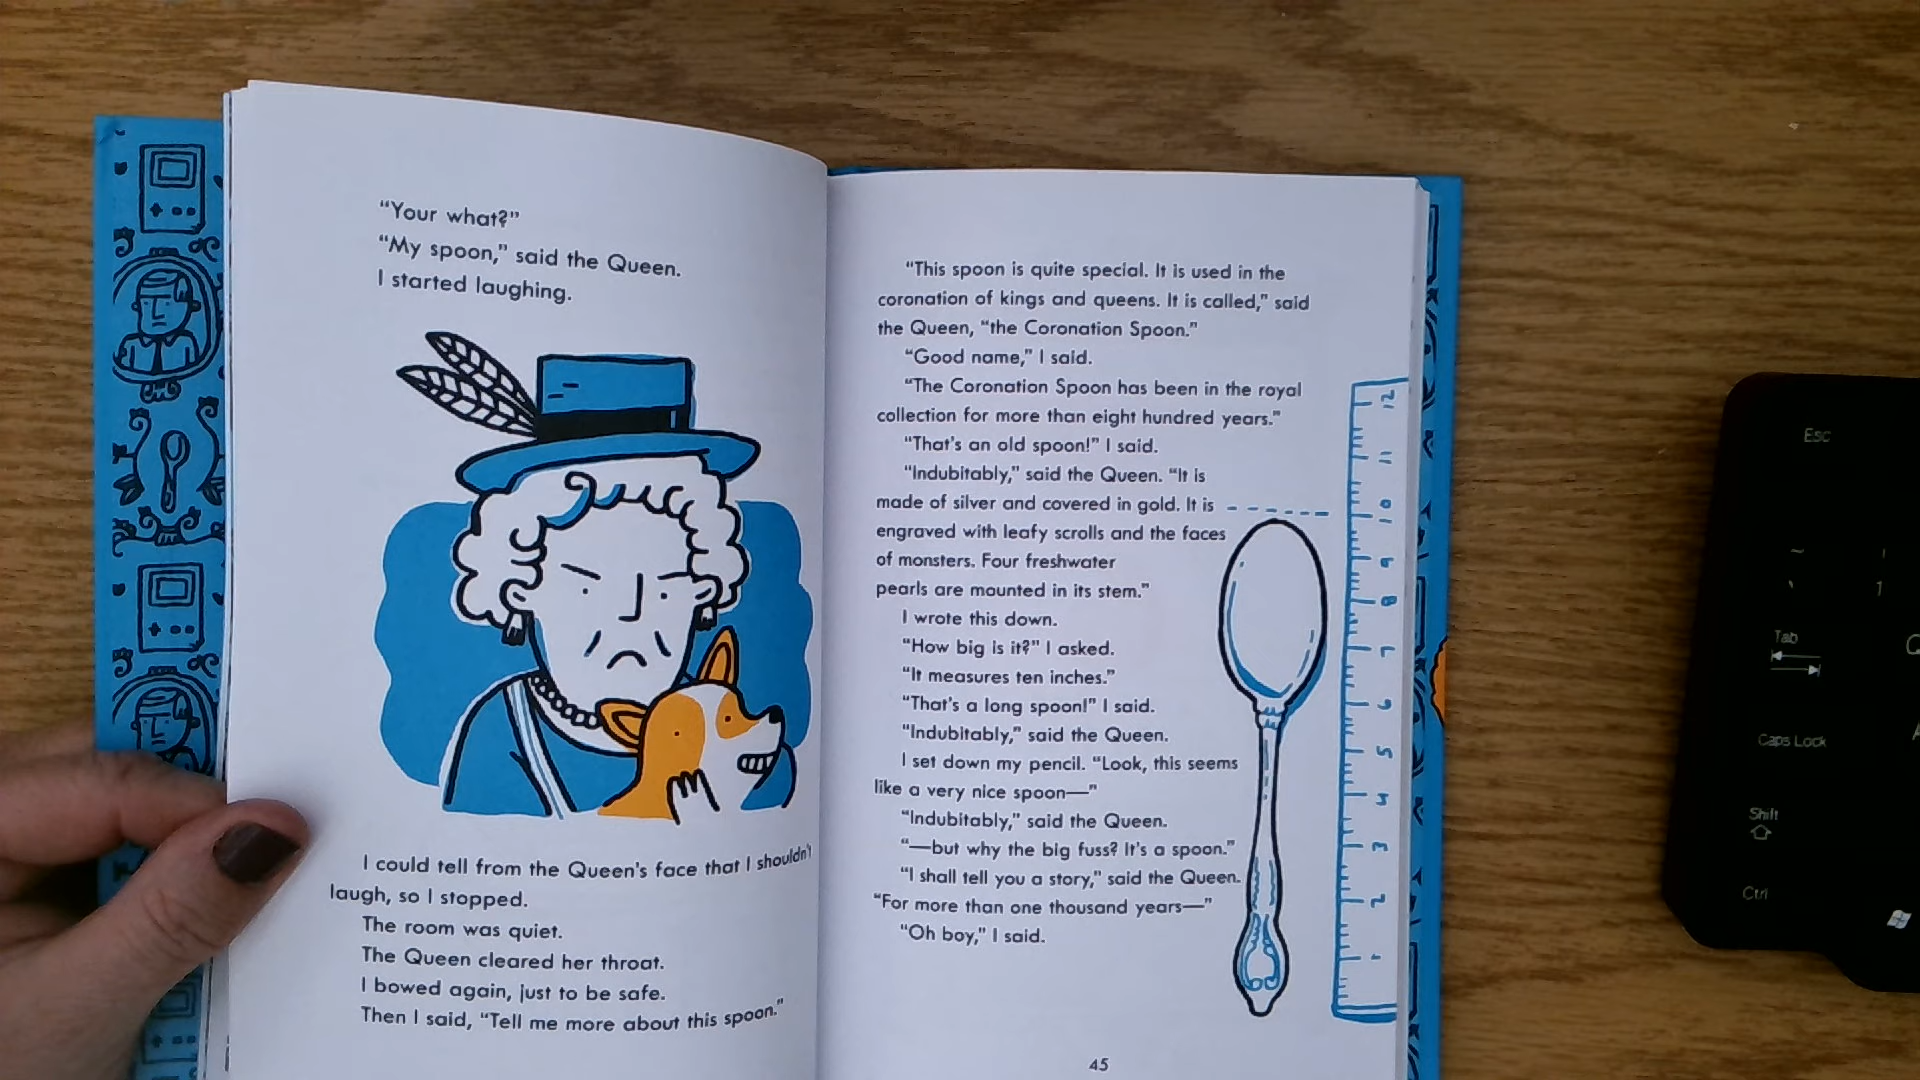 “Your what?”
“My spoon,” said the Queen.
I started laughing.
I could tell from the Queen's face that I shouldn't
laugh, so I stopped.
The room was quiet.
The Queen cleared her throat.
I bowed again, just to be safe.
Then I said, “Tell me more about this spoon.”
“This spoon is quite special. It is used in the
coronation of kings and queens. It is called,” said
the Queen, “the Coronation Spoon.”
“Good name,” I said.
“The Coronation Spoon has been in the royal
collection for more than eight hundred years.”
“That's an old spoon!” I said.
“Indubitably,” said the Queen. “It is
made of silver and covered in gold. It is
engraved with leafy scrolls and the faces
of monsters. Four freshwater
pearls are mounted in its stem.”
I wrote this down.
“How big is it?” I asked.
“It measures ten inches.”
“That's a long spoon!” I said.
“Indubitably,” said the Queen.
I set down my pencil. “Look, this seems
like a very nice spoon—”
“Indubitably,” said the Queen.
“—but why the big fuss? It's a spoon.”
“I shall tell you a story,” said the Queen.
“For more than one thousand years—”
“Oh boy,” I said.
45
12
11
10
9
8
7
6
5
4
3
2
1
Esc
~
!
` 1
Tab
Q
Caps Lock
A
Shift
Ctrl